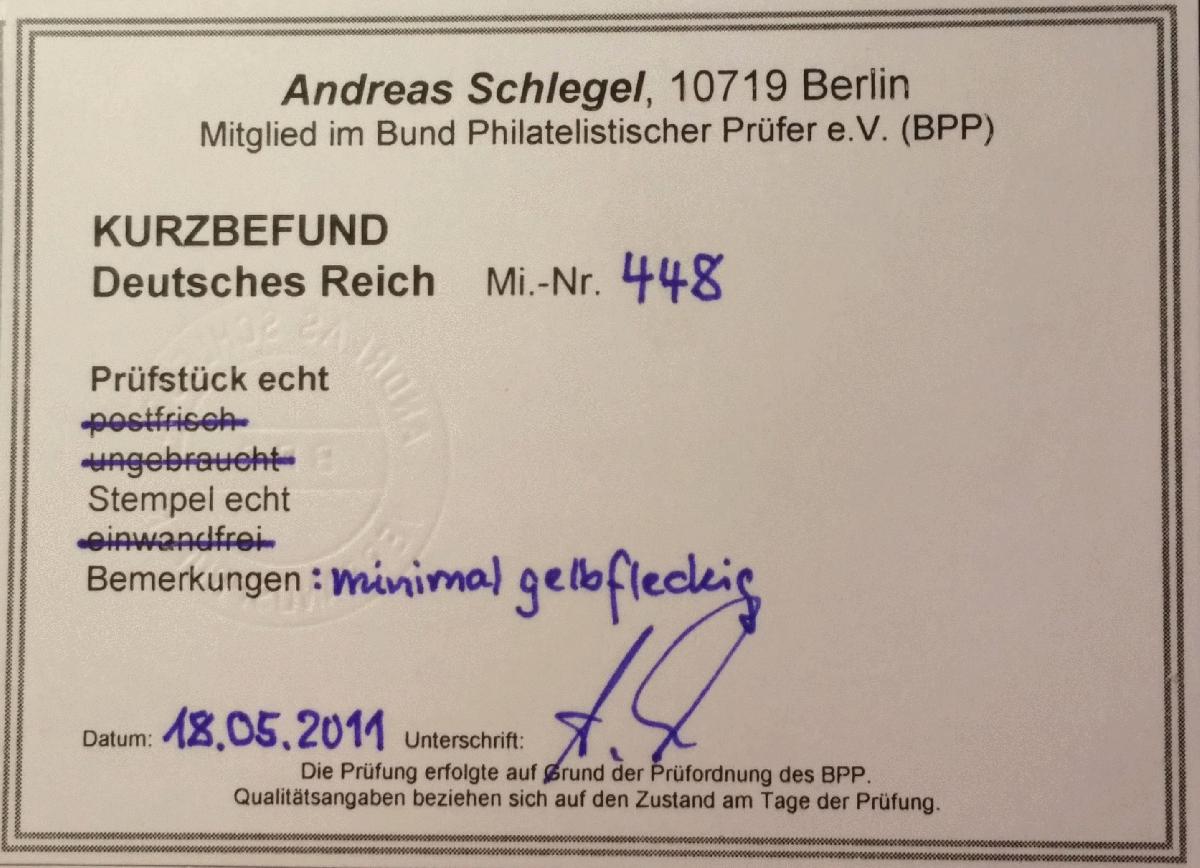 Andreas Schlegel, 10719 Berlin
Mitglied im Bund Philatelistischer Prüfer e.V. (BPP)
KURZBEFUND
Deutsches Reich Mi.-Nr. 448
Prüfstück echt
postfrisch
ungebraucht
Stempel echt
einwandfrei
Bemerkungen : minimal gelbfleckig
Datum: 18.05.2011 Unterschrift:
Die Prüfung erfolgte auf Grund der Prüfordnung des BPP.
Qualitätsangaben beziehen sich auf den Zustand am Tage der Prüfung.